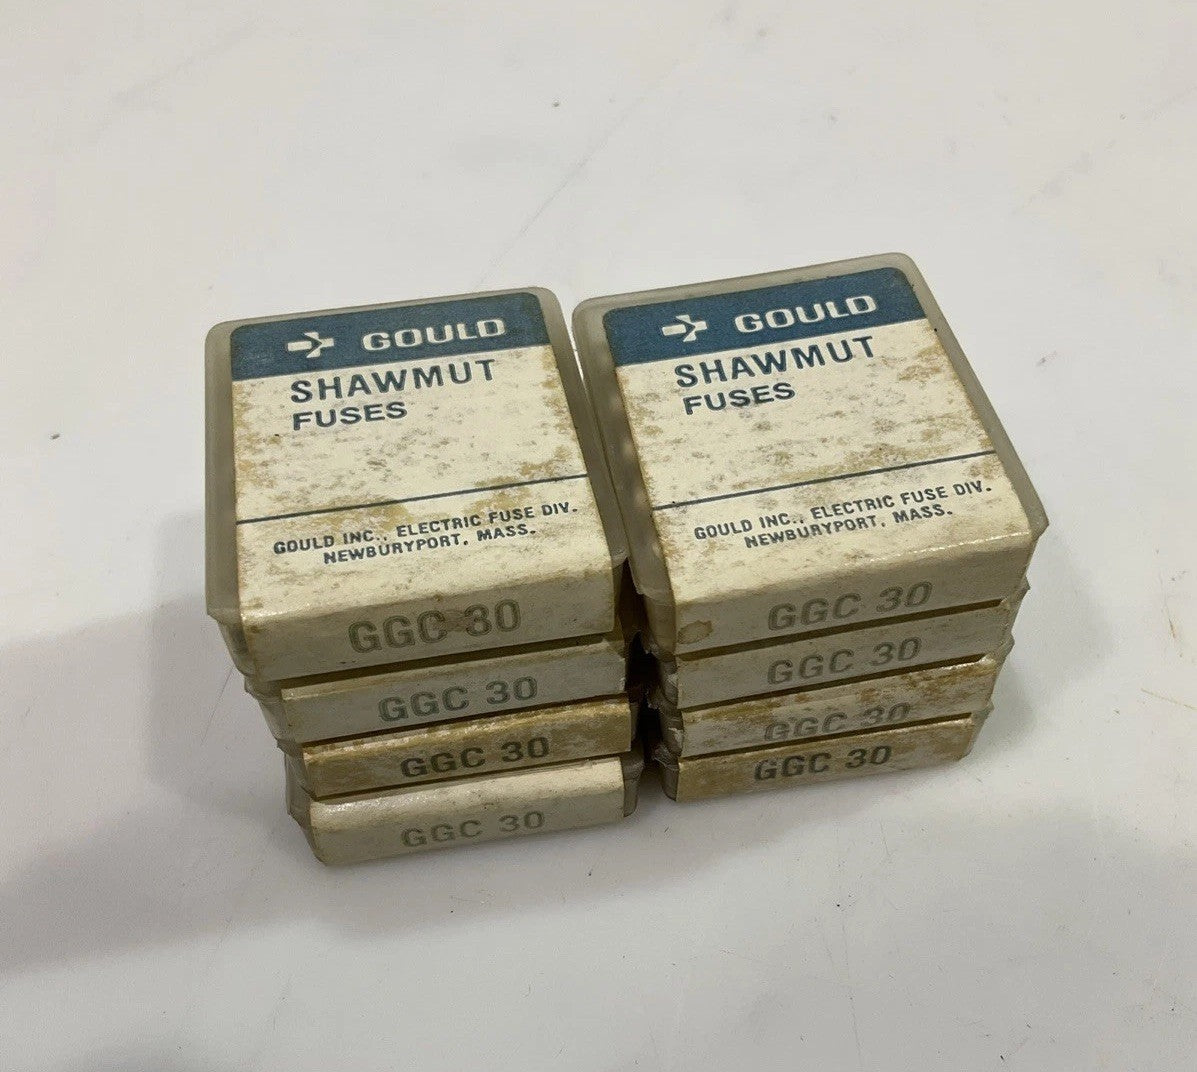 GOULD
SHAWMUT
FUSES
GOULD INC., ELECTRIC FUSE DIV.
NEWBURYPORT, MASS.
GGC 30
GGC 30
GGC 30
GGC 30
GOULD
SHAWMUT
FUSES
GOULD INC., ELECTRIC FUSE DIV.
NEWBURYPORT, MASS.
GGC 30
GGC 30
GGC 30
GGC 30